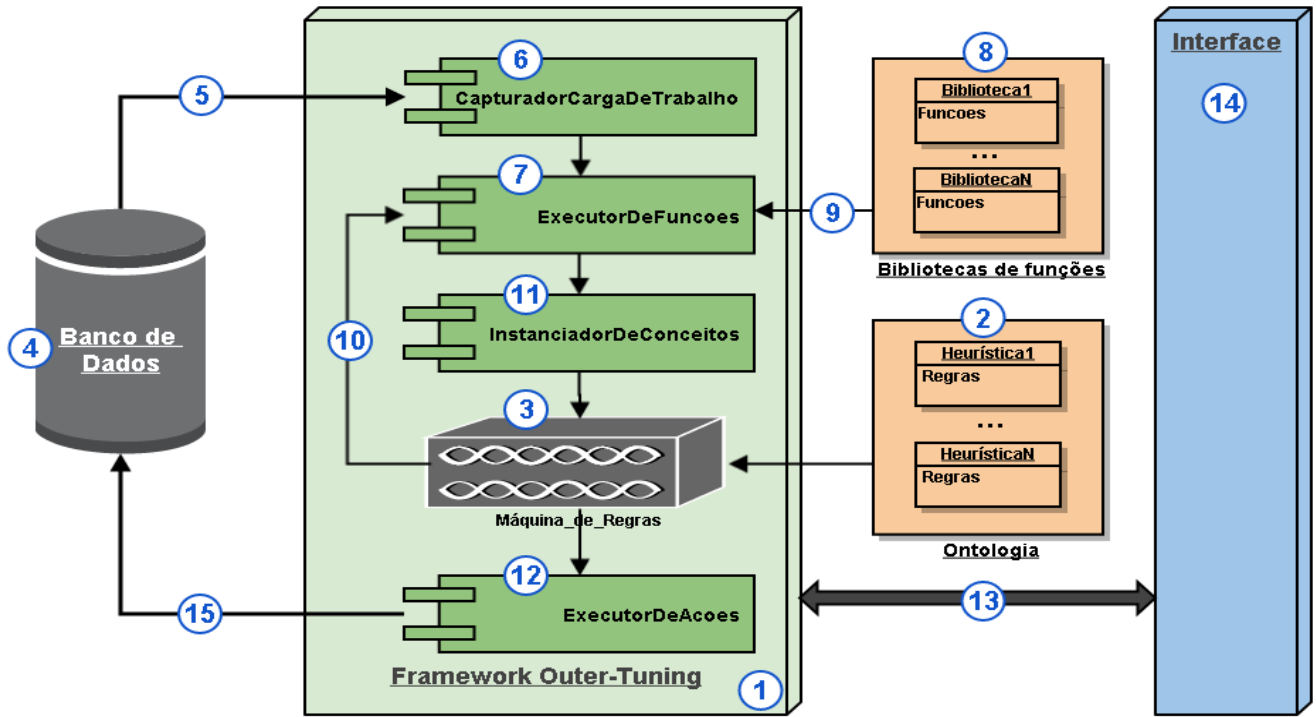 Interface
14
6
CapturadorCargaDeTrabalho
5
7
ExecutorDeFuncoes
8
Biblioteca1
Funcoes
...
BibliotecaN
Funcoes
Bibliotecas de funções
9
11
InstanciadorDeConceitos
10
4
Banco de
Dados
3
Máquina_de_Regras
2
Heurística1
Regras
...
HeurísticaN
Regras
Ontologia
12
ExecutorDeAcoes
15
13
Framework Outer-Tuning
1